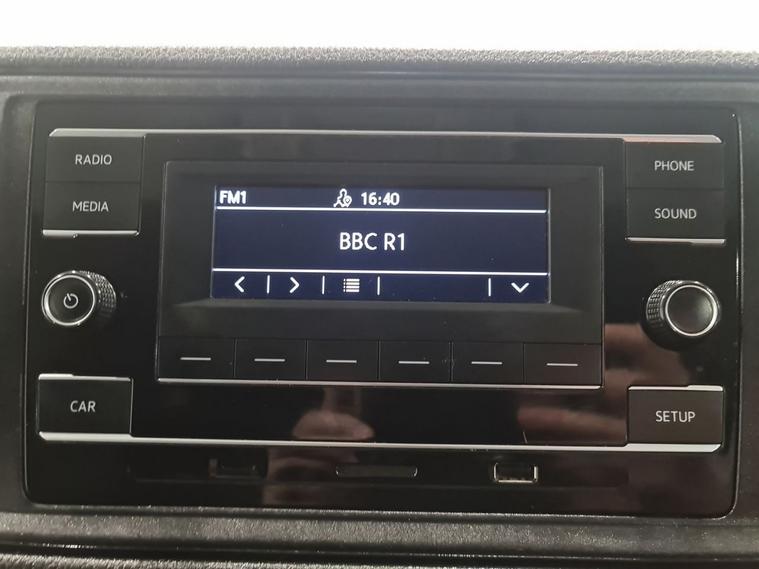 RADIO
MEDIA
FM1 16:40
BBC R1
PHONE
SOUND
CAR
SETUP